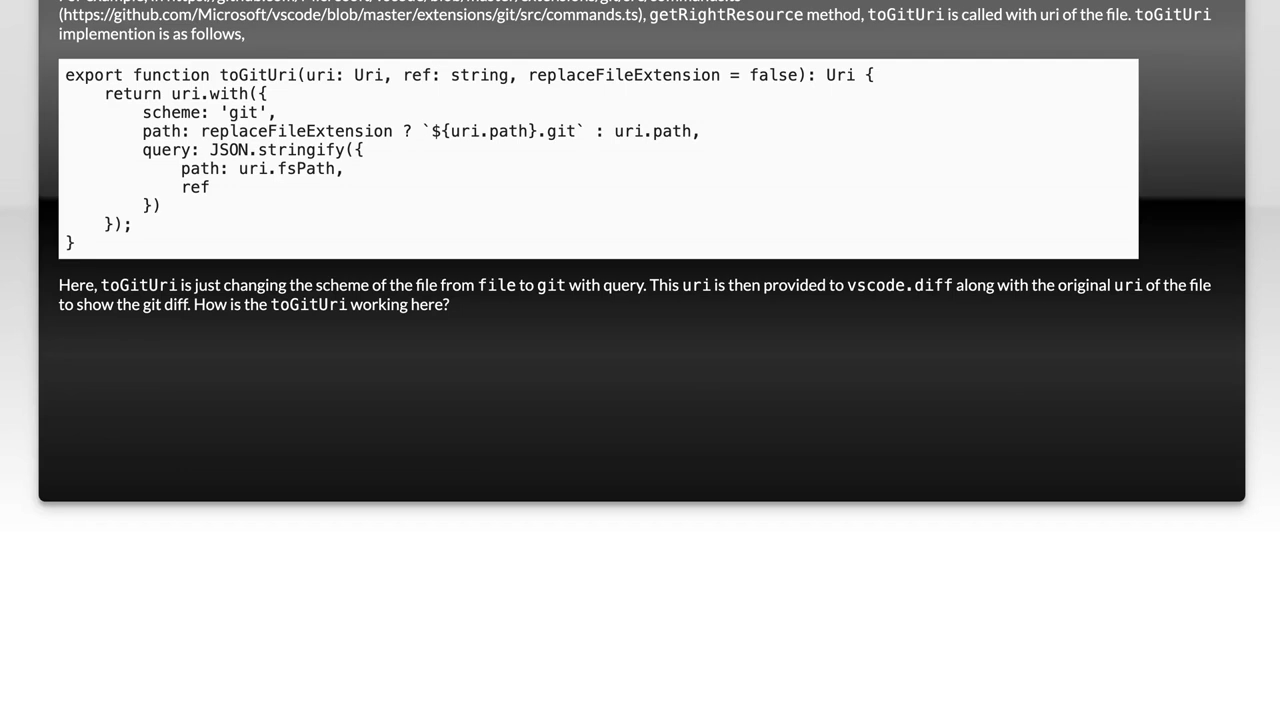 (https://github.com/Microsoft/vscode/blob/master/extensions/git/src/commands.ts), getRightResource method, toGitUri is called with uri of the file. toGitUri
implemention is as follows,
export function toGitUri(uri: Uri, ref: string, replaceFileExtension = false): Uri {
    return uri.with({
        scheme: 'git',
        path: replaceFileExtension ? `${uri.path}.git` : uri.path,
        query: JSON.stringify({
            path: uri.fsPath,
            ref
        })
    });
}
Here, toGitUri is just changing the scheme of the file from file to git with query. This uri is then provided to vscode.diff along with the original uri of the file
to show the git diff. How is the toGitUri working here?